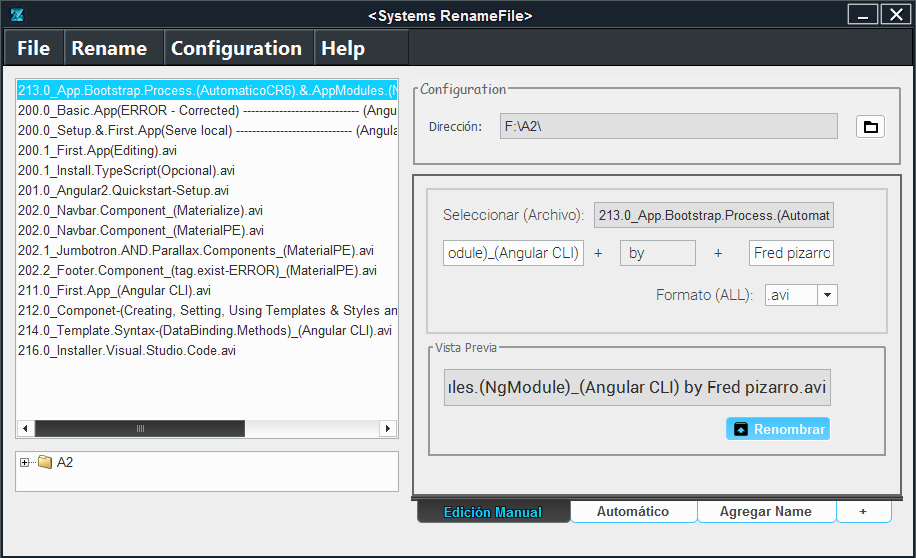 <Systems RenameFile>
File Rename Configuration Help
213.0_App.Bootstrap.Process.(AutomaticoCR6).&.AppModules.(N
200.0_Basic.App(ERROR - Corrected) ----------------------------- (Angu
200.0_Setup.&.First.App(Serve local) ----------------------------- (Angula
200.1_First.App(Editing).avi
200.1_Install.TypeScript(Opcional).avi
201.0_Angular2.Quickstart-Setup.avi
202.0_Navbar.Component_(Materialize).avi
202.0_Navbar.Component_(MaterialPE).avi
202.1_Jumbotron.AND.Parallax.Components_(MaterialPE).avi
202.2_Footer.Component_(tag.exist-ERROR)_(MaterialPE).avi
211.0_First.App_(Angular CLI).avi
212.0_Componet-(Creating, Setting, Using Templates & Styles an
214.0_Template.Syntax-(DataBinding.Methods)_(Angular CLI).avi
216.0_Installer.Visual.Studio.Code.avi
A2
Configuration
Dirección: F:\A2\
Seleccionar (Archivo): 213.0_App.Bootstrap.Process.(Automat
odule)_(Angular CLI) + by + Fred pizarro
Formato (ALL): .avi
Vista Previa
ules.(NgModule)_(Angular CLI) by Fred pizarro.avi
Renombrar
Edición Manual Automático Agregar Name +